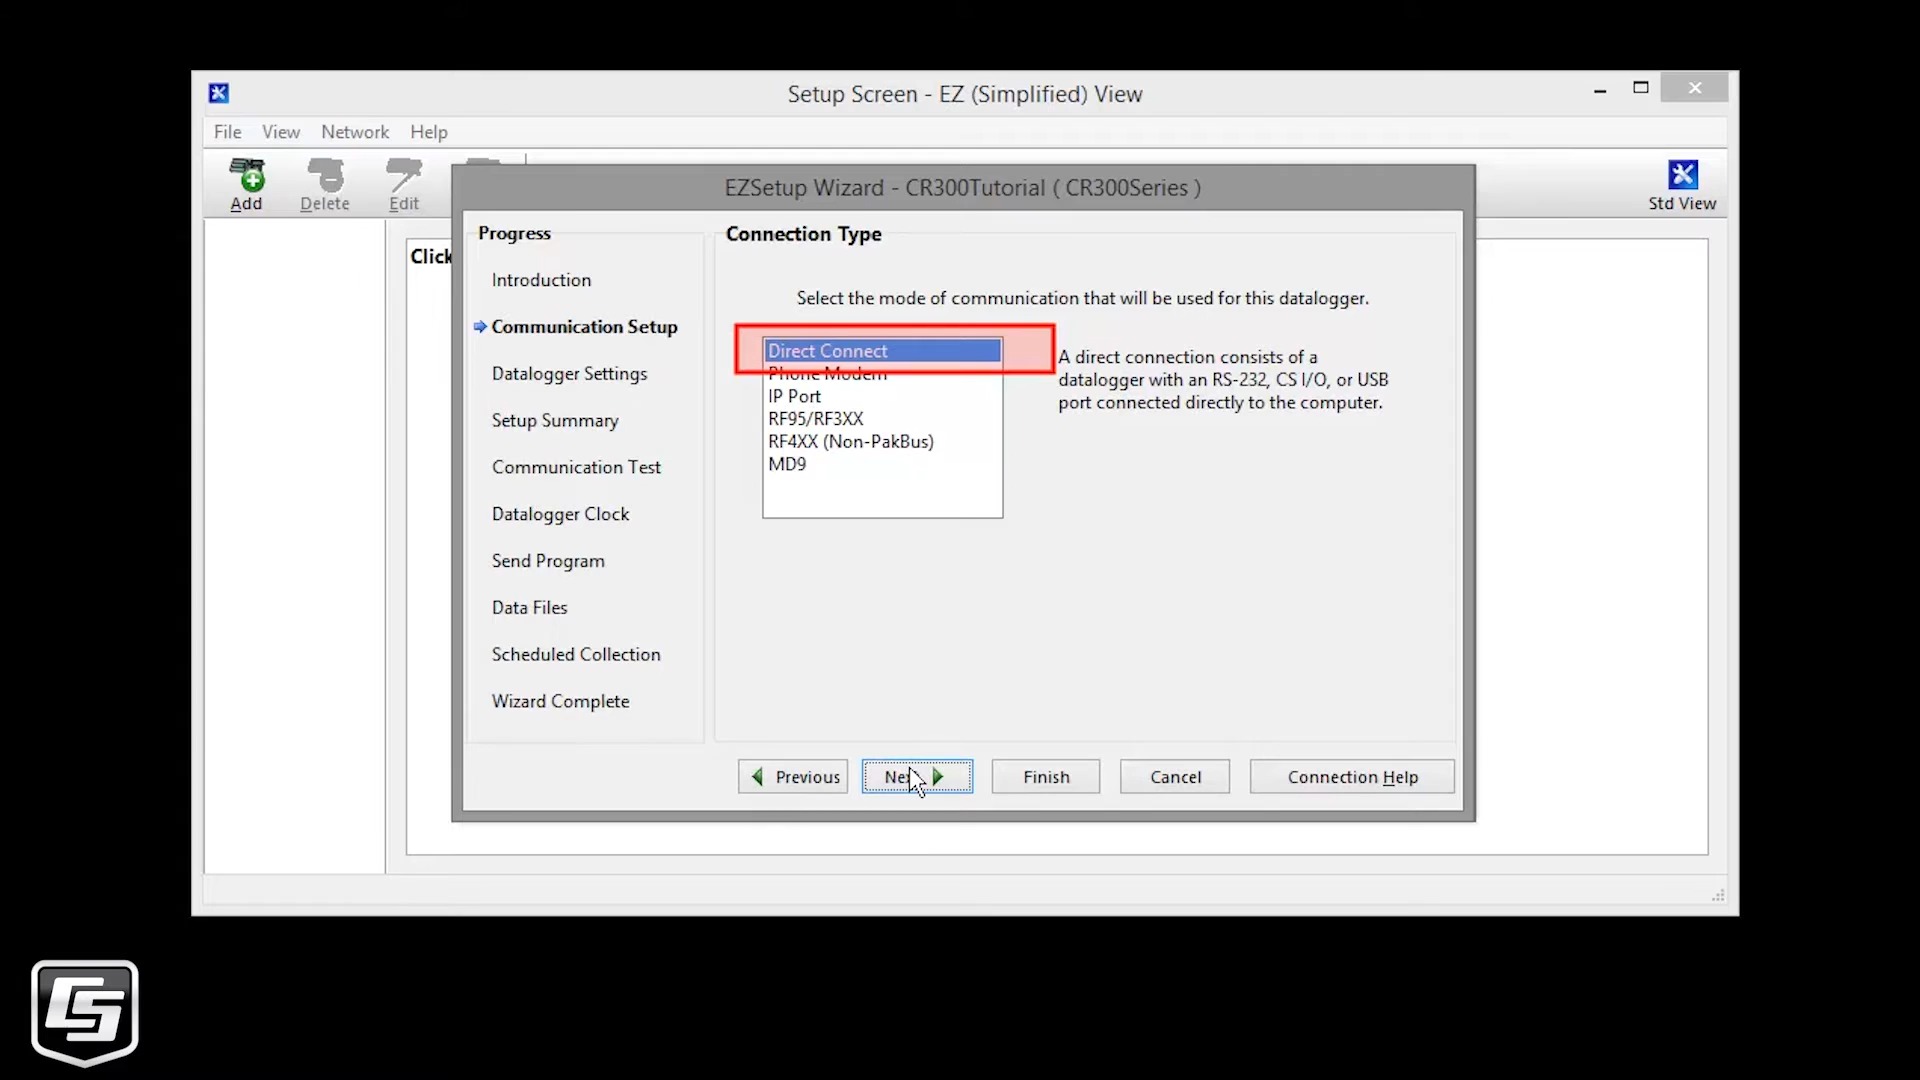 Setup Screen - EZ (Simplified) View
File View Network Help
Add Delete Edit
Std View
EZSetup Wizard - CR300Tutorial ( CR300Series )
Click
Progress
Introduction
Communication Setup
Datalogger Settings
Setup Summary
Communication Test
Datalogger Clock
Send Program
Data Files
Scheduled Collection
Wizard Complete
Connection Type
Select the mode of communication that will be used for this datalogger.
Direct Connect
Phone Modem
IP Port
RF95/RF3XX
RF4XX (Non-PakBus)
MD9
A direct connection consists of a
datalogger with an RS-232, CS I/O, or USB
port connected directly to the computer.
Previous Next Finish Cancel Connection Help
CS